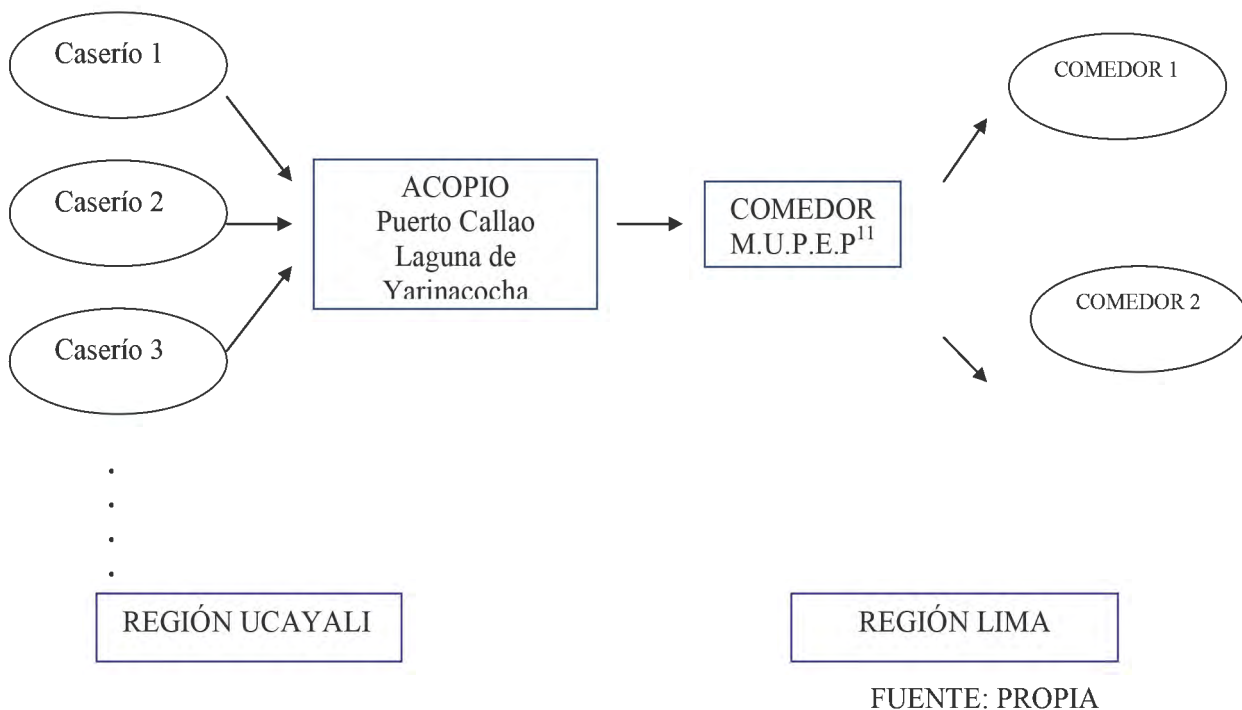 Caserío 1
Caserío 2
Caserío 3
ACOPIO
Puerto Callao
Laguna de
Yarinacocha
COMEDOR
M.U.P.E.P11
COMEDOR 1
COMEDOR 2
REGIÓN UCAYALI
REGIÓN LIMA
FUENTE: PROPIA